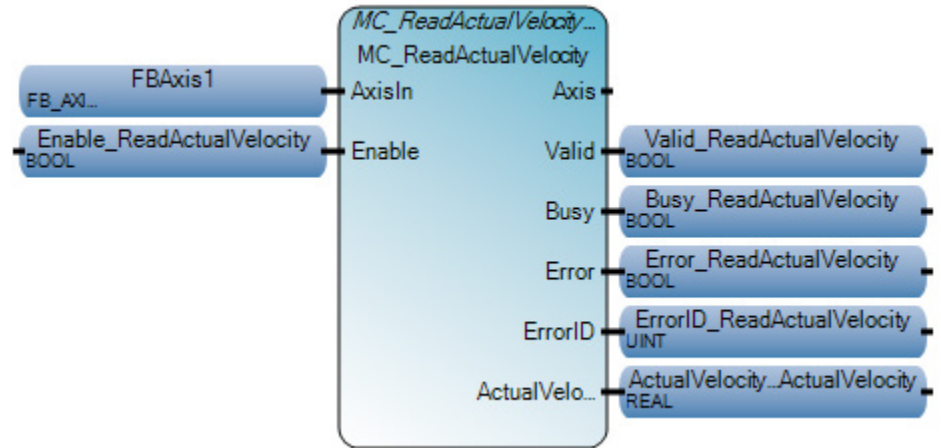 MC_ReadActualVelocity...
MC_ReadActualVelocity
FBAxis1
FB_AXI...
AxisIn
Axis
Enable_ReadActualVelocity
BOOL
Enable
Valid
Valid_ReadActualVelocity
BOOL
Busy
Busy_ReadActualVelocity
BOOL
Error
Error_ReadActualVelocity
BOOL
ErrorID
ErrorID_ReadActualVelocity
UINT
ActualVelo...
ActualVelocity...ActualVelocity
REAL